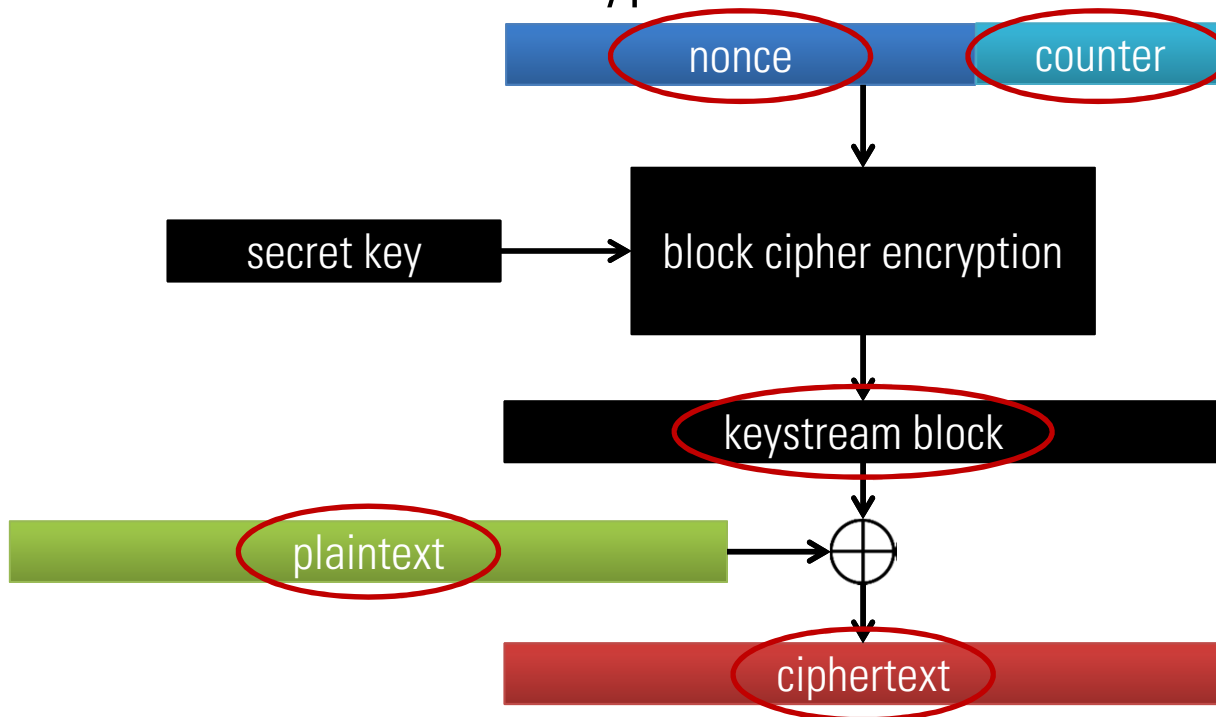 nonce
counter
secret key
block cipher encryption
keystream block
plaintext
ciphertext